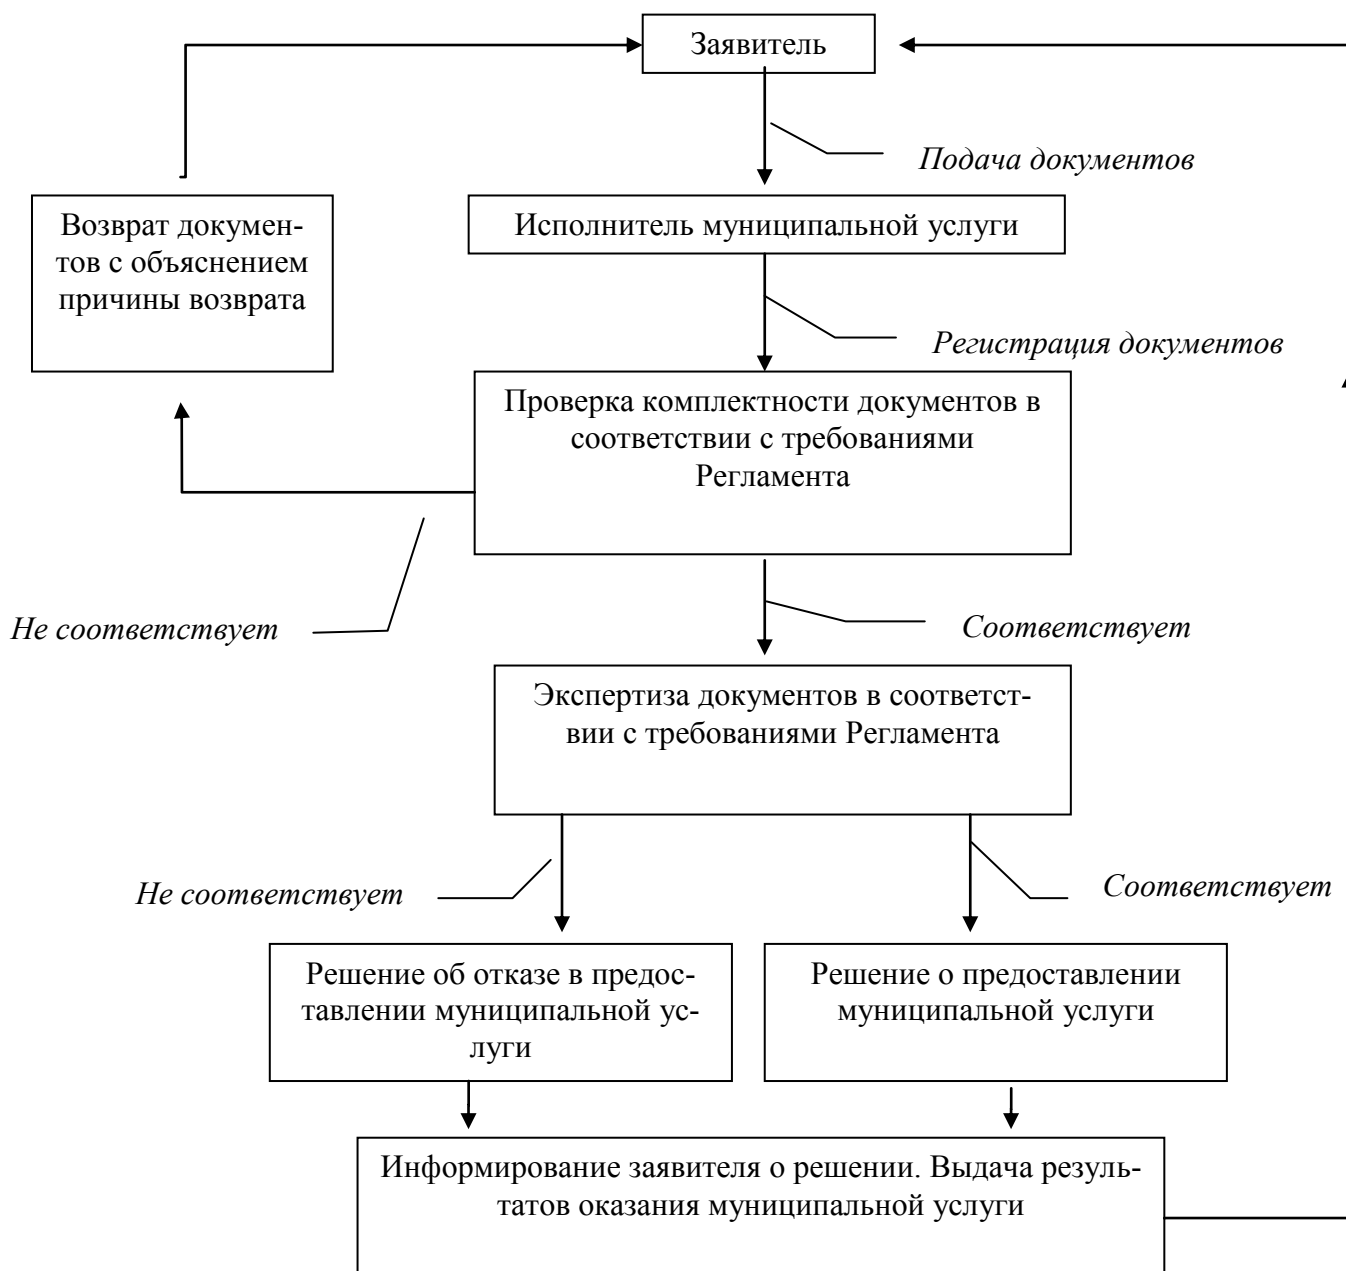 Заявитель
Подача документов
Возврат докумен-
тов с объяснением
причины возврата
Исполнитель муниципальной услуги
Регистрация документов
Проверка комплектности документов в
соответствии с требованиями
Регламента
Не соответствует
Соответствует
Экспертиза документов в соответст-
вии с требованиями Регламента
Не соответствует
Соответствует
Решение об отказе в предос-
тавлении муниципальной ус-
луги
Решение о предоставлении
муниципальной услуги
Информирование заявителя о решении. Выдача резуль-
татов оказания муниципальной услуги